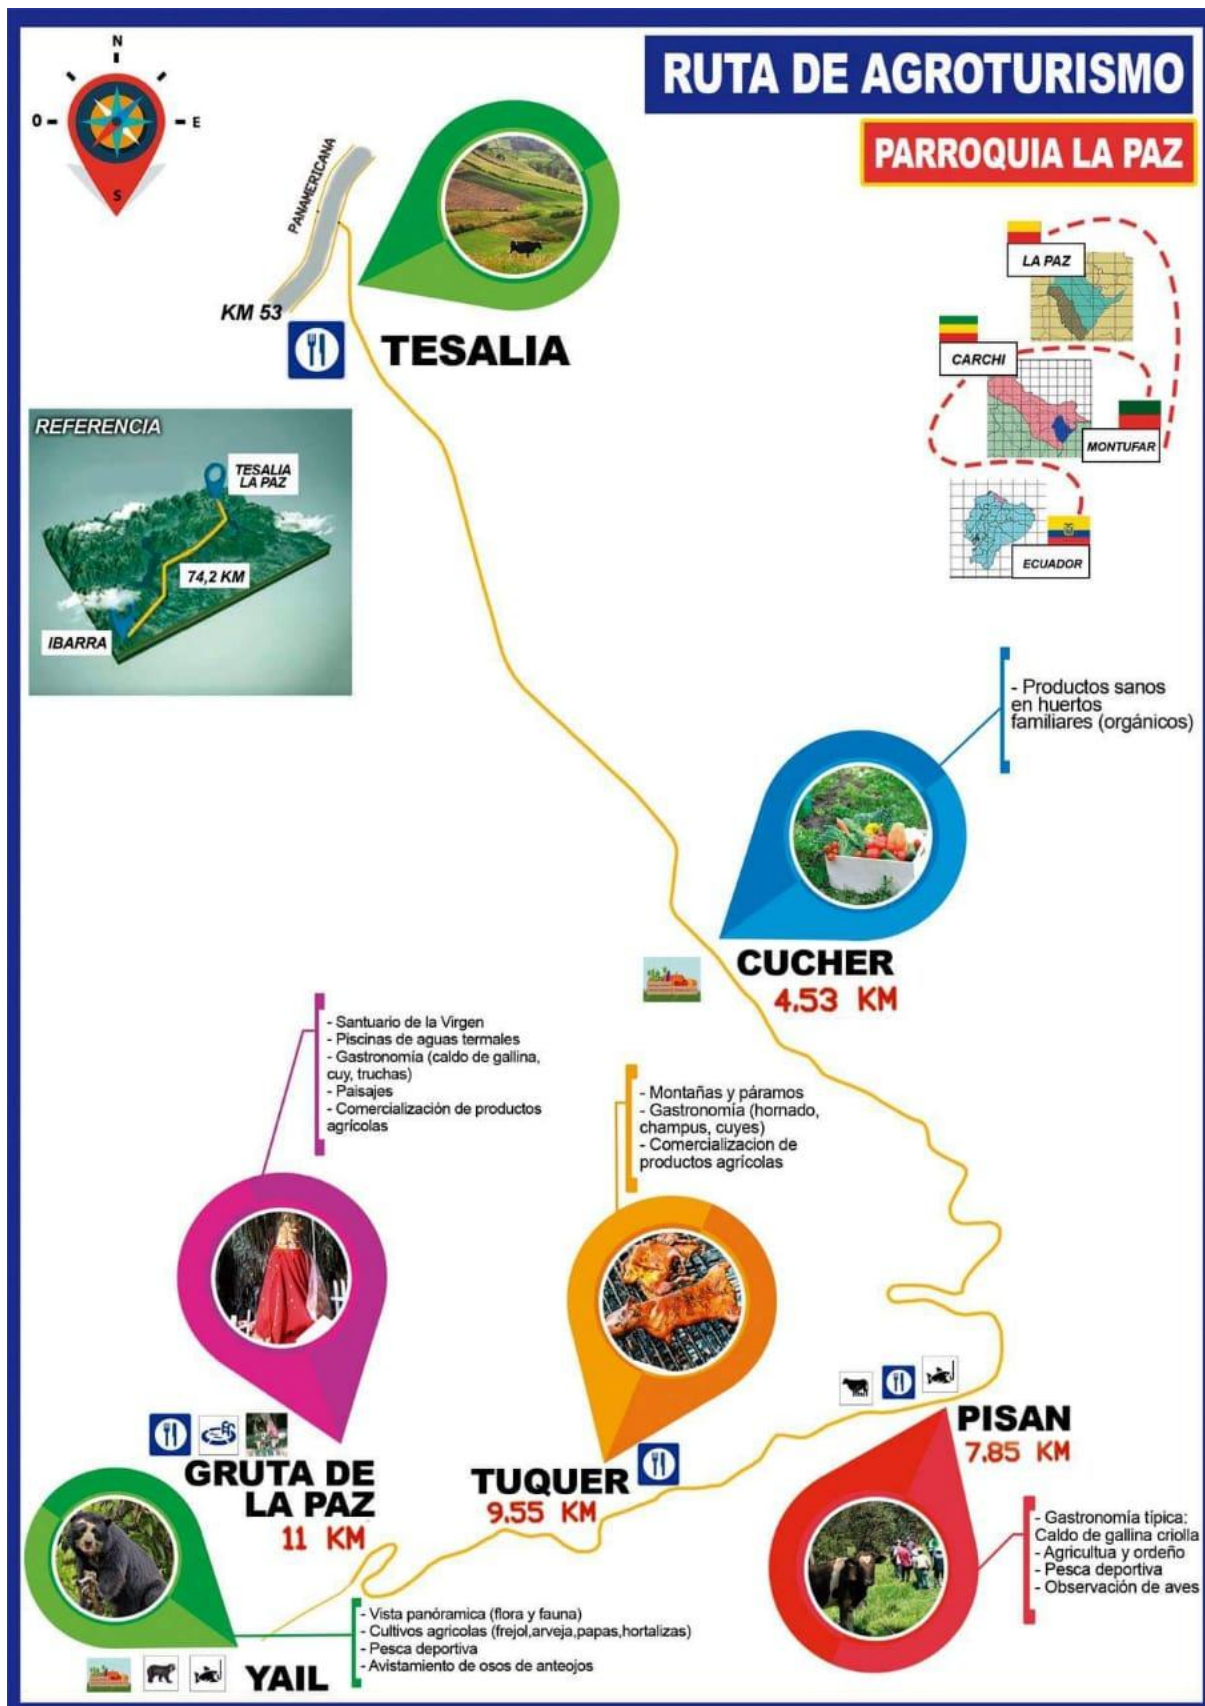 RUTA DE AGROTURISMO
PARROQUIA LA PAZ
N
O
E
S
PANAMERICANA
KM 53
TESALIA
LA PAZ
CARCHI
MONTUFAR
ECUADOR
REFERENCIA
TESALIA
LA PAZ
74,2 KM
IBARRA
- Productos sanos
en huertos
familiares (orgánicos)
CUCHER
4.53 KM
- Santuario de la Virgen
- Piscinas de aguas termales
- Gastronomía (caldo de gallina,
cuy, truchas)
- Paisajes
- Comercialización de productos
agrícolas
- Montañas y páramos
- Gastronomía (hornado,
champus, cuyes)
- Comercializacion de
productos agrícolas
PISAN
7.85 KM
GRUTA DE
LA PAZ
11 KM
TUQUER
9.55 KM
- Gastronomía típica:
Caldo de gallina criolla
- Agricultua y ordeño
- Pesca deportiva
- Observación de aves
- Vista panóramica (flora y fauna)
- Cultivos agrícolas (frejol,arveja,papas,hortalizas)
- Pesca deportiva
- Avistamiento de osos de anteojos
YAIL